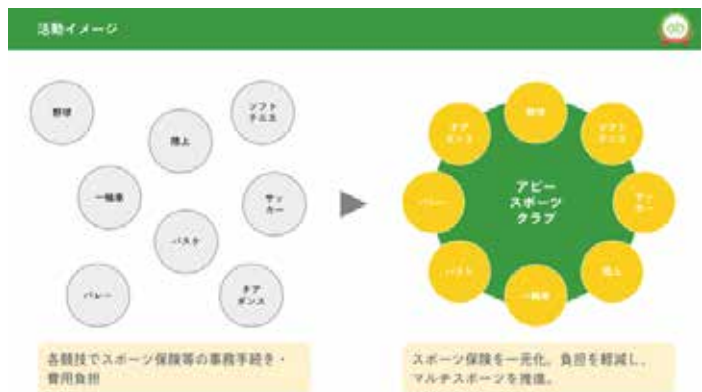 活動イメージ
野球
陸上
ソフト
テニス
一輪車
サッ
カー
バスケ
バレー
チア
ダンス
各競技でスポーツ保険等の事務手続き・
費用負担
野球
チア
ダンス
ソフト
テニス
バレー
アピー
スポーツ
クラブ
サッ
カー
バスケ
陸上
一輪車
スポーツ保険を一元化。負担を軽減し、
マルチスポーツを推進。